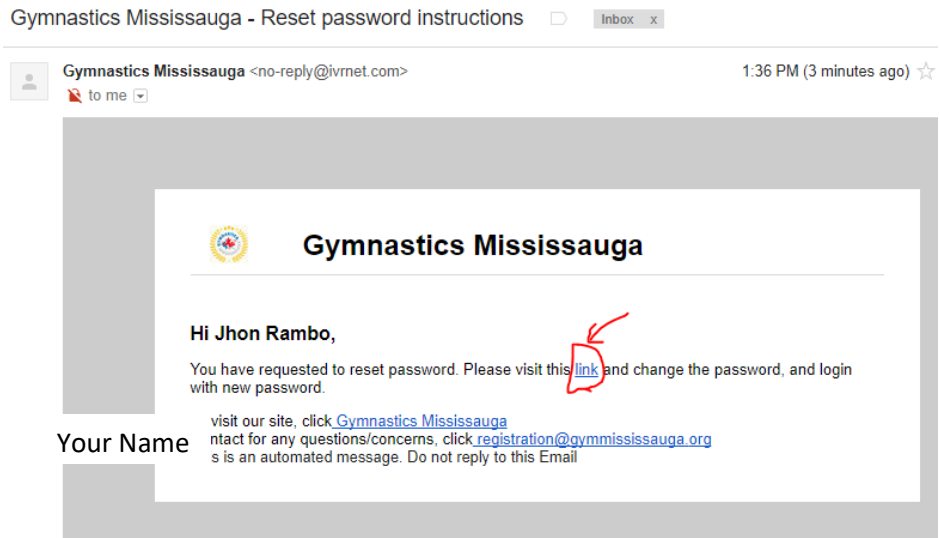 Gymnastics Mississauga - Reset password instructions Inbox x
Gymnastics Mississauga <no-reply@ivrnet.com> 1:36 PM (3 minutes ago)
to me
Gymnastics Mississauga
Hi Jhon Rambo,
You have requested to reset password. Please visit this link and change the password, and login
with new password.
visit our site, click Gymnastics Mississauga
Your Name ntact for any questions/concerns, click registration@gymmississauga.org
s is an automated message. Do not reply to this Email